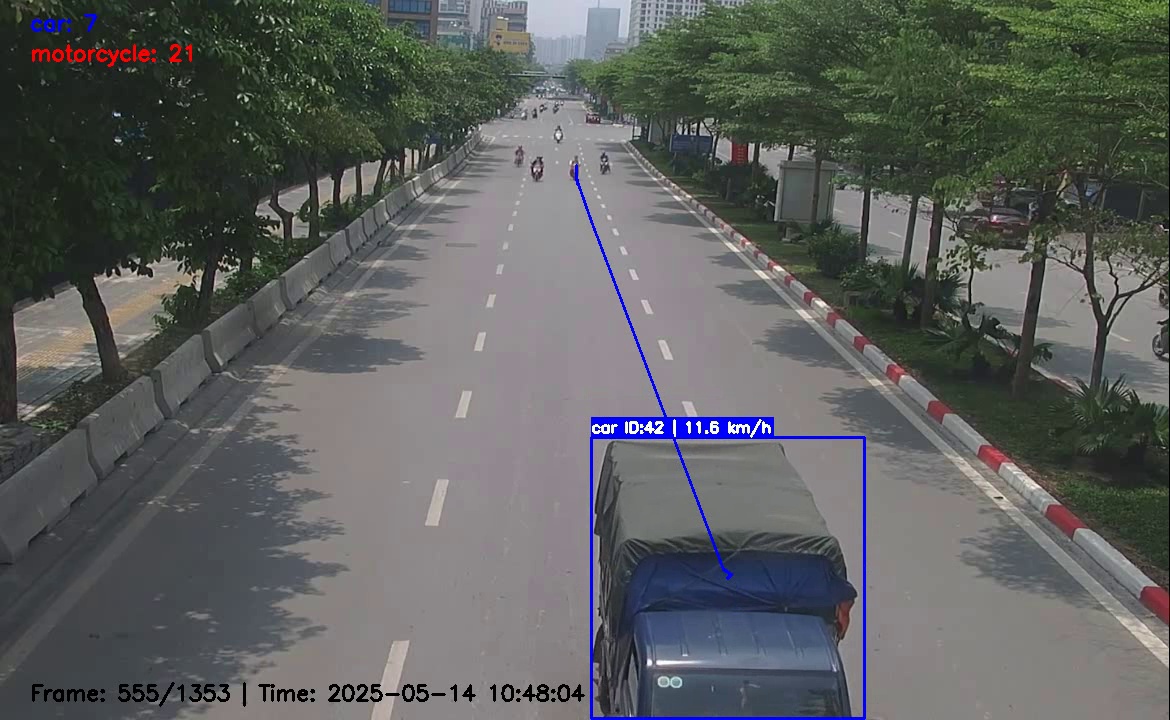 car: 7
motorcycle: 21
car ID:42 | 11.6 km/h
Frame: 555/1353 | Time: 2025-05-14 10:48:04